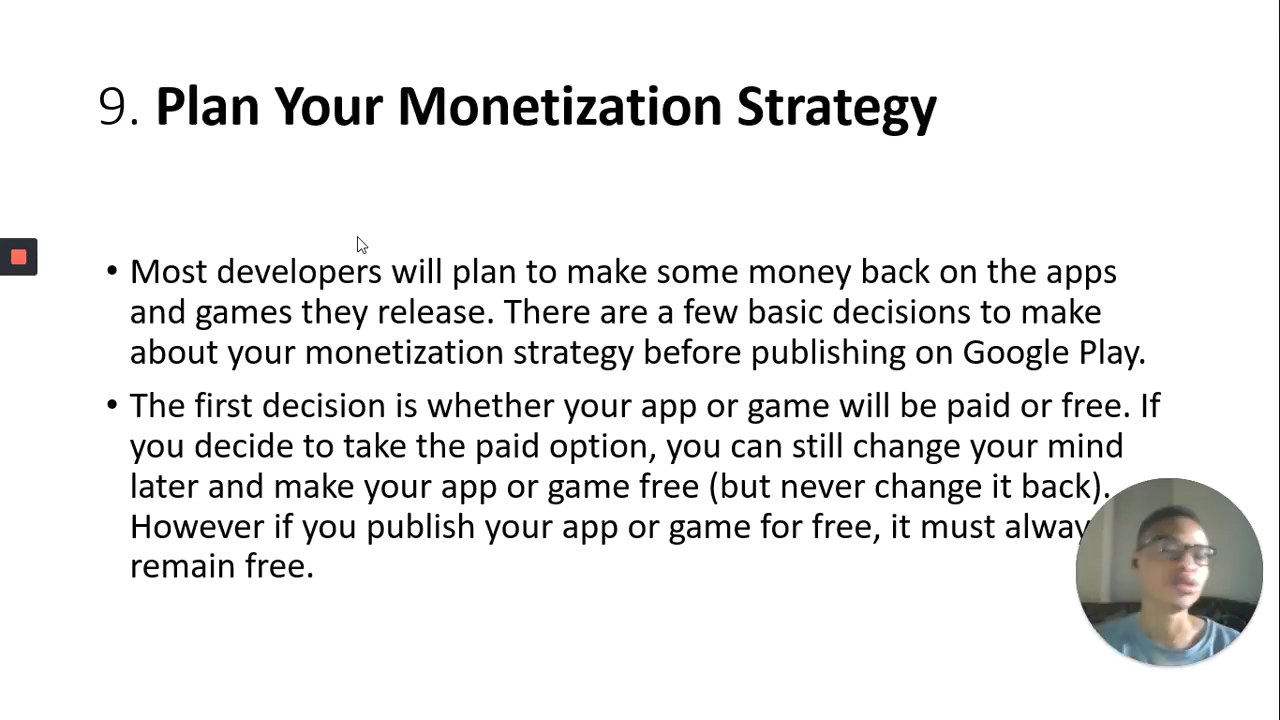 9. Plan Your Monetization Strategy
• Most developers will plan to make some money back on the apps
and games they release. There are a few basic decisions to make
about your monetization strategy before publishing on Google Play.
• The first decision is whether your app or game will be paid or free. If
you decide to take the paid option, you can still change your mind
later and make your app or game free (but never change it back).
However if you publish your app or game for free, it must
remain free.